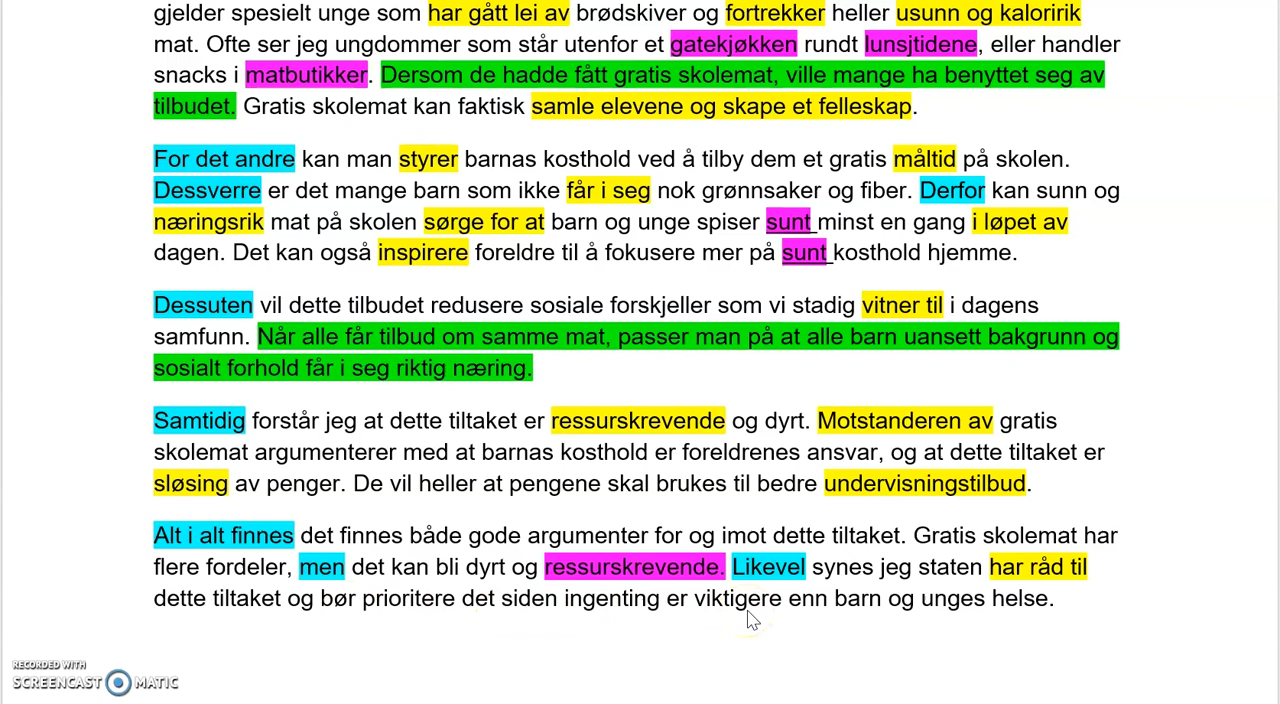 gjelder spesielt unge som har gått lei av brødskiver og fortrekker heller usunn og kaloririk
mat. Ofte ser jeg ungdommer som står utenfor et gatekjøkken rundt lunsjtidene, eller handler
snacks i matbutikker. Dersom de hadde fått gratis skolemat, ville mange ha benyttet seg av
tilbudet. Gratis skolemat kan faktisk samle elevene og skape et felleskap.
For det andre kan man styrer barnas kosthold ved å tilby dem et gratis måltid på skolen.
Dessverre er det mange barn som ikke får i seg nok grønnsaker og fiber. Derfor kan sunn og
næringsrik mat på skolen sørge for at barn og unge spiser sunt minst en gang i løpet av
dagen. Det kan også inspirere foreldre til å fokusere mer på sunt kosthold hjemme.
Dessuten vil dette tilbudet redusere sosiale forskjeller som vi stadig vitner til i dagens
samfunn. Når alle får tilbud om samme mat, passer man på at alle barn uansett bakgrunn og
sosialt forhold får i seg riktig næring.
Samtidig forstår jeg at dette tiltaket er ressurskrevende og dyrt. Motstanderen av gratis
skolemat argumenterer med at barnas kosthold er foreldrenes ansvar, og at dette tiltaket er
sløsing av penger. De vil heller at pengene skal brukes til bedre undervisningstilbud.
Alt i alt finnes det finnes både gode argumenter for og imot dette tiltaket. Gratis skolemat har
flere fordeler, men det kan bli dyrt og ressurskrevende. Likevel synes jeg staten har råd til
dette tiltaket og bør prioritere det siden ingenting er viktigere enn barn og unges helse.
RECORDED WITH
SCREENCAST MATIC